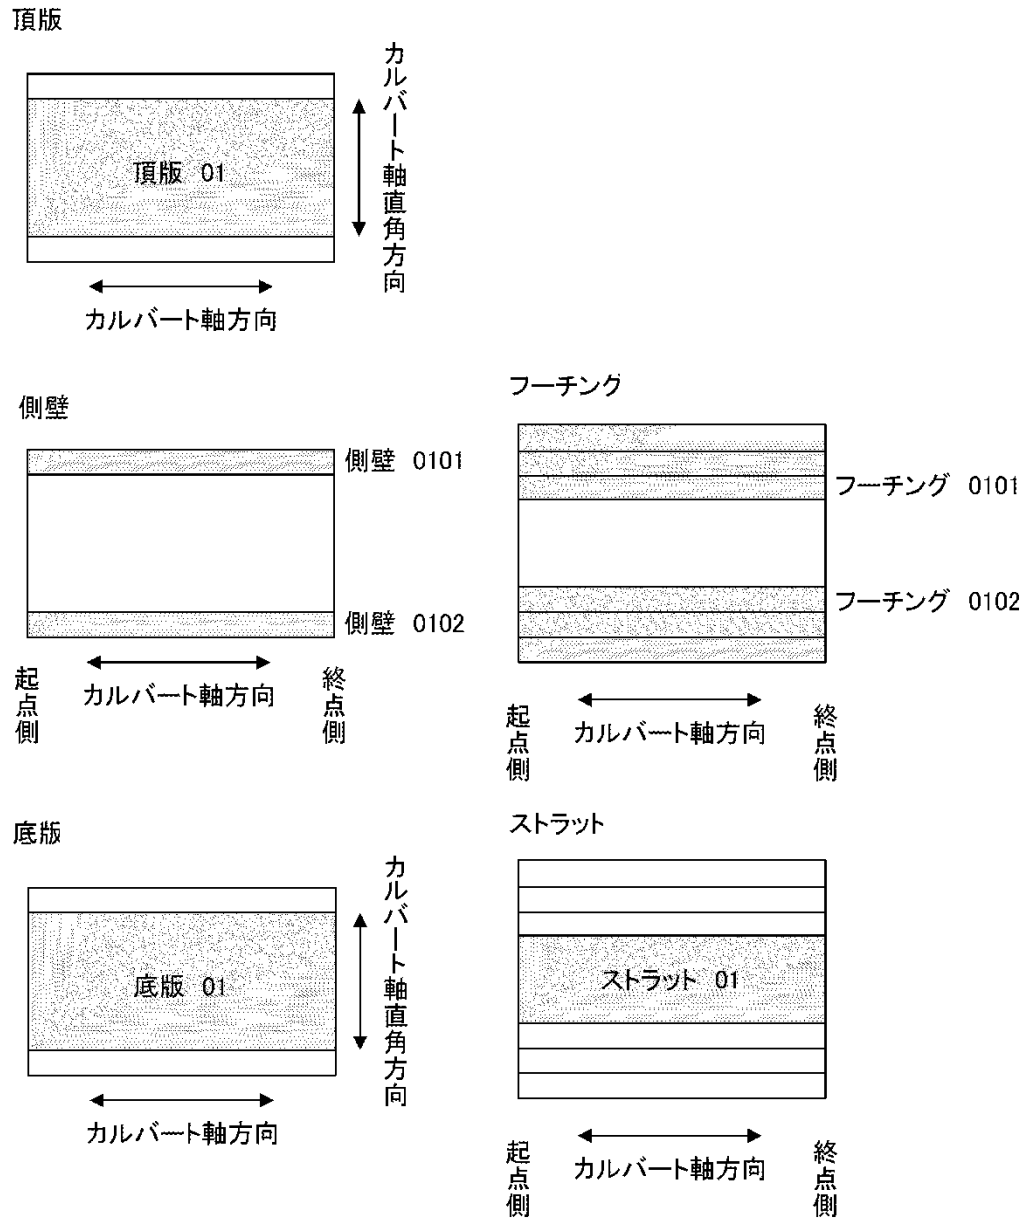 頂版
頂版 01
カルバート軸直角方向
カルバート軸方向
側壁
側壁 0101
側壁 0102
起点側
カルバート軸方向
終点側
フーチング
フーチング 0101
フーチング 0102
起点側
カルバート軸方向
終点側
底版
底版 01
カルバート軸直角方向
カルバート軸方向
ストラット
ストラット 01
起点側
カルバート軸方向
終点側